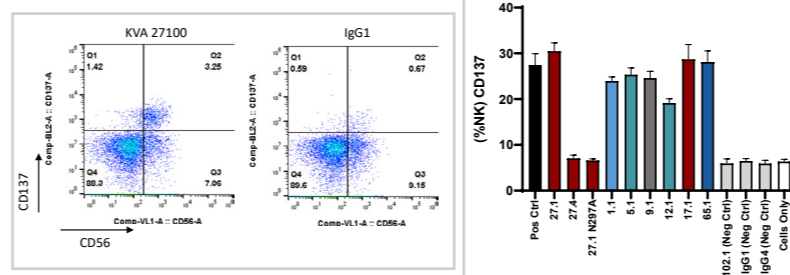 KVA 27100
IgG1
Q1
1.42
Q2
3.25
Q4
88.3
Q3
7.06
Comp-BL2-A :: CD137-A
Comp-VL1-A :: CD56-A
Q1
0.59
Q2
0.67
Q4
89.6
Q3
9.15
Comp-BL2-A :: CD137-A
Comp-VL1-A :: CD56-A
CD137
CD56
(%NK) CD137
40
30
20
10
0
Pos Ctrl
27.1
27.4
27.1 N297A
1.1
5.1
9.1
12.1
17.1
65.1
102.1 (Neg Ctrl)
IgG1 (Neg Ctrl)
IgG4 (Neg Ctrl)
Cells Only